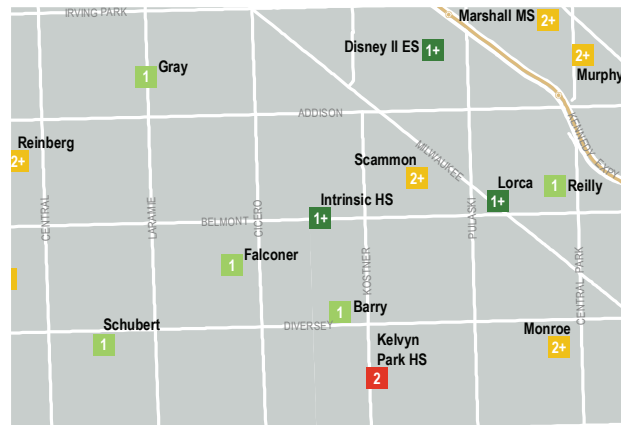 IRVING PARK
Marshall MS
2+
Disney II ES
1+
2+
Murphy
Gray
1
ADDISON
KENNEDY EXPY
MILWAUKEE
Reinberg
2+
Scammon
2+
Lorca
1+
1
Reilly
Intrinsic HS
1+
BELMONT
CENTRAL
LARAMIE
CICERO
PULASKI
Falconer
1
KOSTNER
CENTRAL PARK
Barry
1
DIVERSEY
Schubert
1
Monroe
2+
Kelvyn
Park HS
2